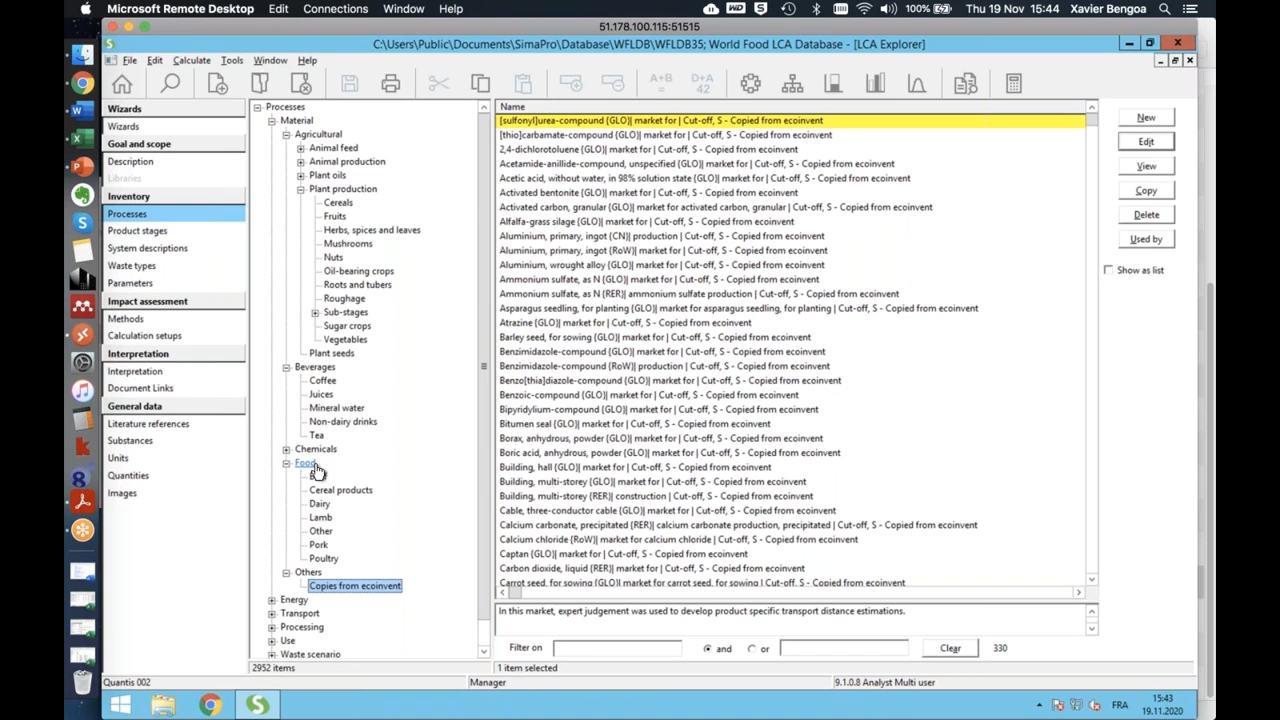 Microsoft Remote Desktop Edit Connections Window Help 100% Thu 19 Nov 15:44 Xavier Bengoa
51.178.100.115:51515
C:\Users\Public\Documents\SimaPro\Database\WFLDB\WFLDB35; World Food LCA Database - [LCA Explorer]
File Edit Calculate Tools Window Help
A+B
D+A
42
Wizards
Wizards
Goal and scope
Description
Libraries
Inventory
Processes
Product stages
System descriptions
Waste types
Parameters
Impact assessment
Methods
Calculation setups
Interpretation
Interpretation
Document Links
General data
Literature references
Substances
Units
Quantities
Images
Processes
Material
Agricultural
Animal feed
Animal production
Plant oils
Plant production
Cereals
Fruits
Herbs, spices and leaves
Mushrooms
Nuts
Oil-bearing crops
Roots and tubers
Roughage
Sub-stages
Sugar crops
Vegetables
Plant seeds
Beverages
Coffee
Juices
Mineral water
Non-dairy drinks
Tea
Chemicals
Food
Cereal products
Dairy
Lamb
Other
Pork
Poultry
Others
Copies from ecoinvent
Energy
Transport
Processing
Use
Waste scenario
2952 items
Name
[sulfonyl]urea-compound {GLO}| market for | Cut-off, S - Copied from ecoinvent
[thio]carbamate-compound {GLO}| market for | Cut-off, S - Copied from ecoinvent
2,4-dichlorotoluene {GLO}| market for | Cut-off, S - Copied from ecoinvent
Acetamide-anillide-compound, unspecified {GLO}| market for | Cut-off, S - Copied from ecoinvent
Acetic acid, without water, in 98% solution state {GLO}| market for | Cut-off, S - Copied from ecoinvent
Activated bentonite {GLO}| market for | Cut-off, S - Copied from ecoinvent
Activated carbon, granular {GLO}| market for activated carbon, granular | Cut-off, S - Copied from ecoinvent
Alfalfa-grass silage {GLO}| market for | Cut-off, S - Copied from ecoinvent
Aluminium, primary, ingot {CN}| production | Cut-off, S - Copied from ecoinvent
Aluminium, primary, ingot {RoW}| market for | Cut-off, S - Copied from ecoinvent
Aluminium, wrought alloy {GLO}| market for | Cut-off, S - Copied from ecoinvent
Ammonium sulfate, as N {GLO}| market for | Cut-off, S - Copied from ecoinvent
Ammonium sulfate, as N {RER}| ammonium sulfate production | Cut-off, S - Copied from ecoinvent
Asparagus seedling, for planting {GLO}| market for asparagus seedling, for planting | Cut-off, S - Copied from ecoinvent
Atrazine {GLO}| market for | Cut-off, S - Copied from ecoinvent
Barley seed, for sowing {GLO}| market for | Cut-off, S - Copied from ecoinvent
Benzimidazole-compound {GLO}| market for | Cut-off, S - Copied from ecoinvent
Benzimidazole-compound {RoW}| production | Cut-off, S - Copied from ecoinvent
Benzo[thia]diazole-compound {GLO}| market for | Cut-off, S - Copied from ecoinvent
Benzoic-compound {GLO}| market for | Cut-off, S - Copied from ecoinvent
Bipyridylium-compound {GLO}| market for | Cut-off, S - Copied from ecoinvent
Bitumen seal {GLO}| market for | Cut-off, S - Copied from ecoinvent
Borax, anhydrous, powder {GLO}| market for | Cut-off, S - Copied from ecoinvent
Boric acid, anhydrous, powder {GLO}| market for | Cut-off, S - Copied from ecoinvent
Building, hall {GLO}| market for | Cut-off, S - Copied from ecoinvent
Building, multi-storey {GLO}| market for | Cut-off, S - Copied from ecoinvent
Building, multi-storey {RER}| construction | Cut-off, S - Copied from ecoinvent
Cable, three-conductor cable {GLO}| market for | Cut-off, S - Copied from ecoinvent
Calcium carbonate, precipitated {RER}| calcium carbonate production, precipitated | Cut-off, S - Copied from ecoinvent
Calcium chloride {RoW}| market for calcium chloride | Cut-off, S - Copied from ecoinvent
Captan {GLO}| market for | Cut-off, S - Copied from ecoinvent
Carbon dioxide, liquid {RER}| market for | Cut-off, S - Copied from ecoinvent
Carrot seed, for sowing {GLO}| market for carrot seed, for sowing | Cut-off, S - Copied from ecoinvent
In this market, expert judgement was used to develop product specific transport distance estimations.
Filter on and or Clear 330
1 item selected
New
Edit
View
Copy
Delete
Used by
Show as list
Quantis 002 Manager 9.1.0.8 Analyst Multi user
FRA 15:43
19.11.2020